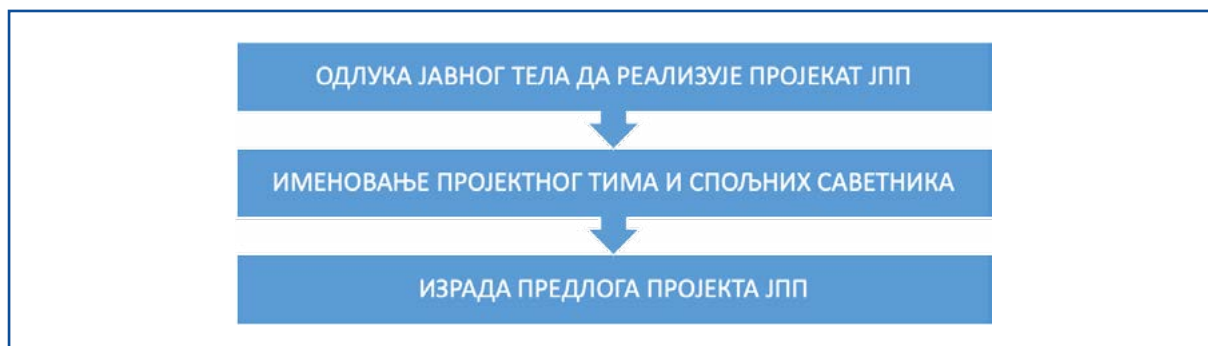 ОДЛУКА ЈАВНОГ ТЕЛА ДА РЕАЛИЗУЈЕ ПРОЈЕКАТ ЈПП
ИМЕНОВАЊЕ ПРОЈЕКТНОГ ТИМА И СПОЉНИХ САВЕТНИКА
ИЗРАДА ПРЕДЛОГА ПРОЈЕКТА ЈПП